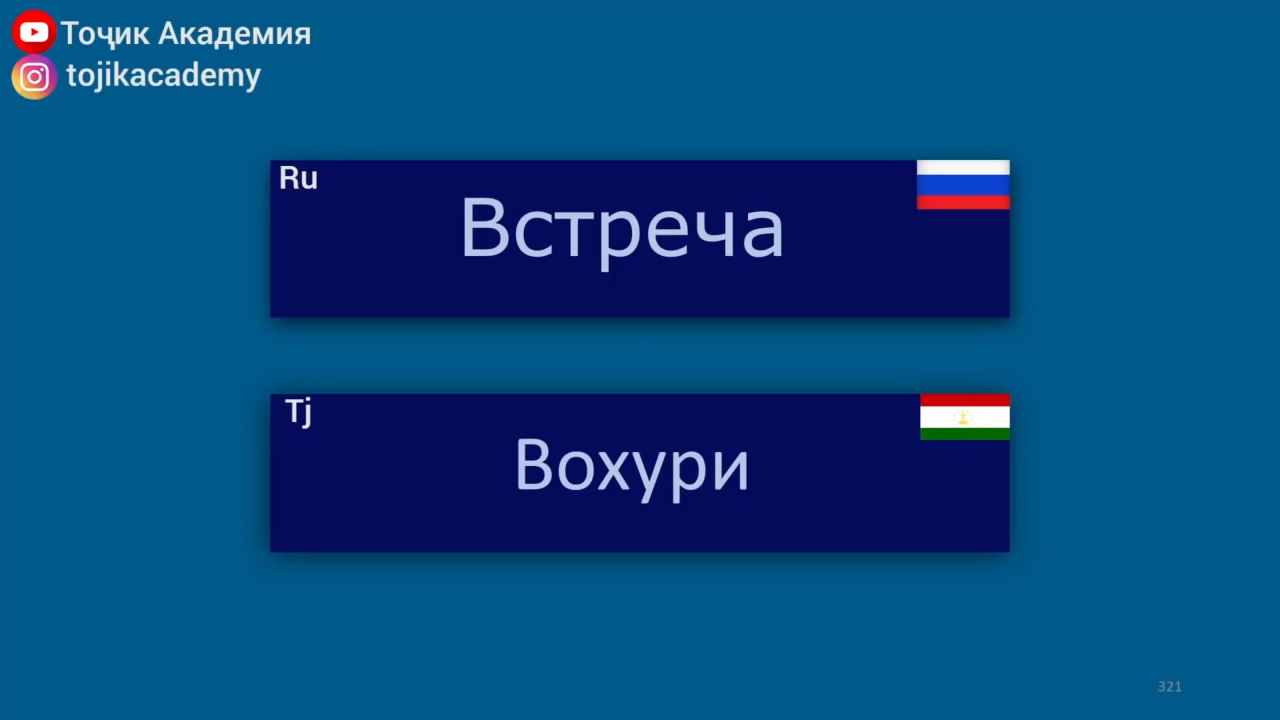 Тоҷик Академия
tojikacademy
Ru
Встреча
Tj
Вохури
321